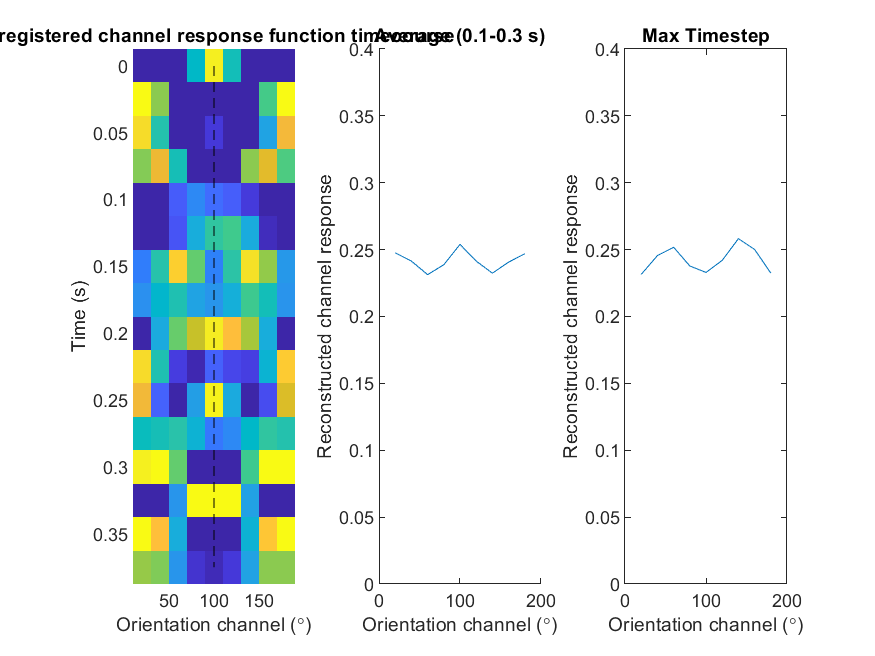 registered channel response function timecourse
Average (0.1-0.3 s)
Max Timestep
0
0.05
0.1
0.15
0.2
0.25
0.3
0.35
Time (s)
50 100 150
Orientation channel (°)
0.4
0.35
0.3
0.25
0.2
0.15
0.1
0.05
0
Reconstructed channel response
0 100 200
Orientation channel (°)
0.4
0.35
0.3
0.25
0.2
0.15
0.1
0.05
0
Reconstructed channel response
0 100 200
Orientation channel (°)